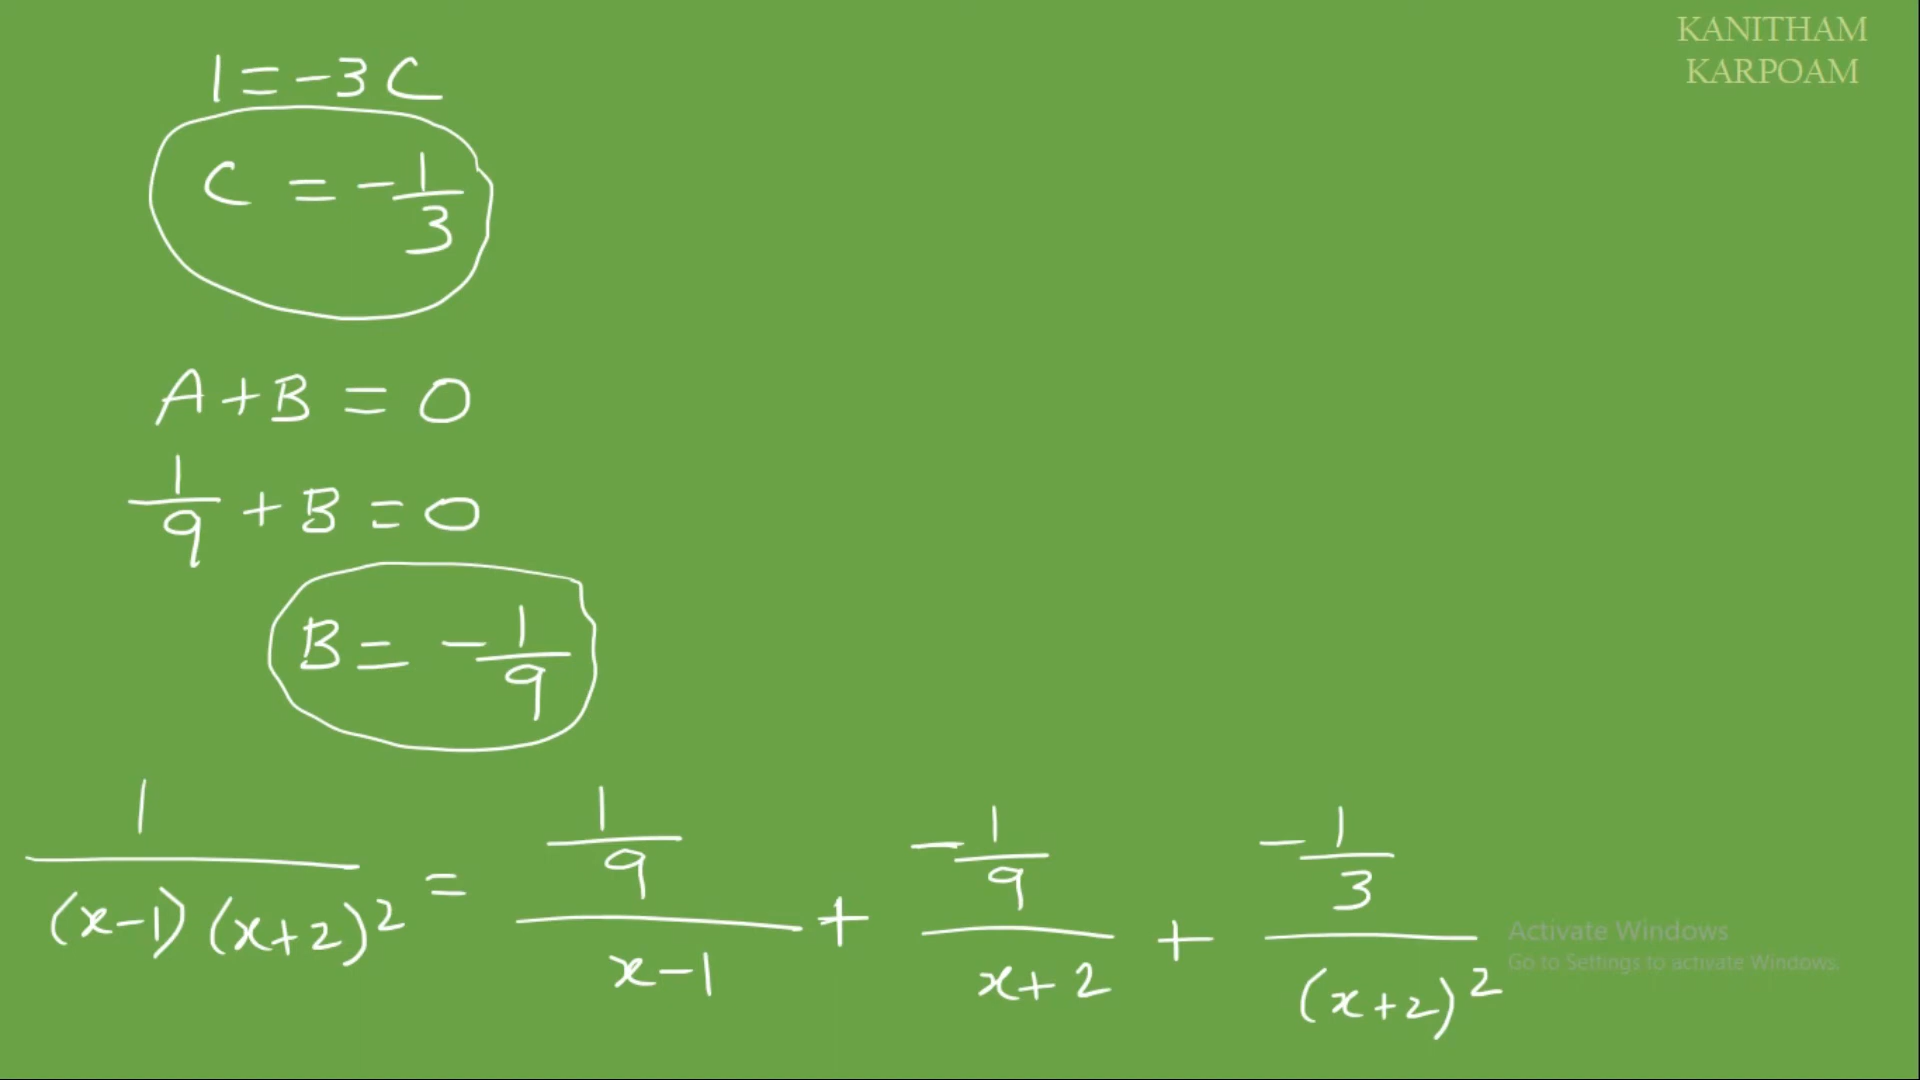 KANITHAM
KARPOAM
1 = -3C
C = -1/3
A + B = 0
1/9 + B = 0
B = -1/9
1/((x-1)(x+2)²) = (1/9)/(x-1) + (-1/9)/(x+2) + (-1/3)/((x+2)²)
Activate Windows
Go to Settings to activate Windows.